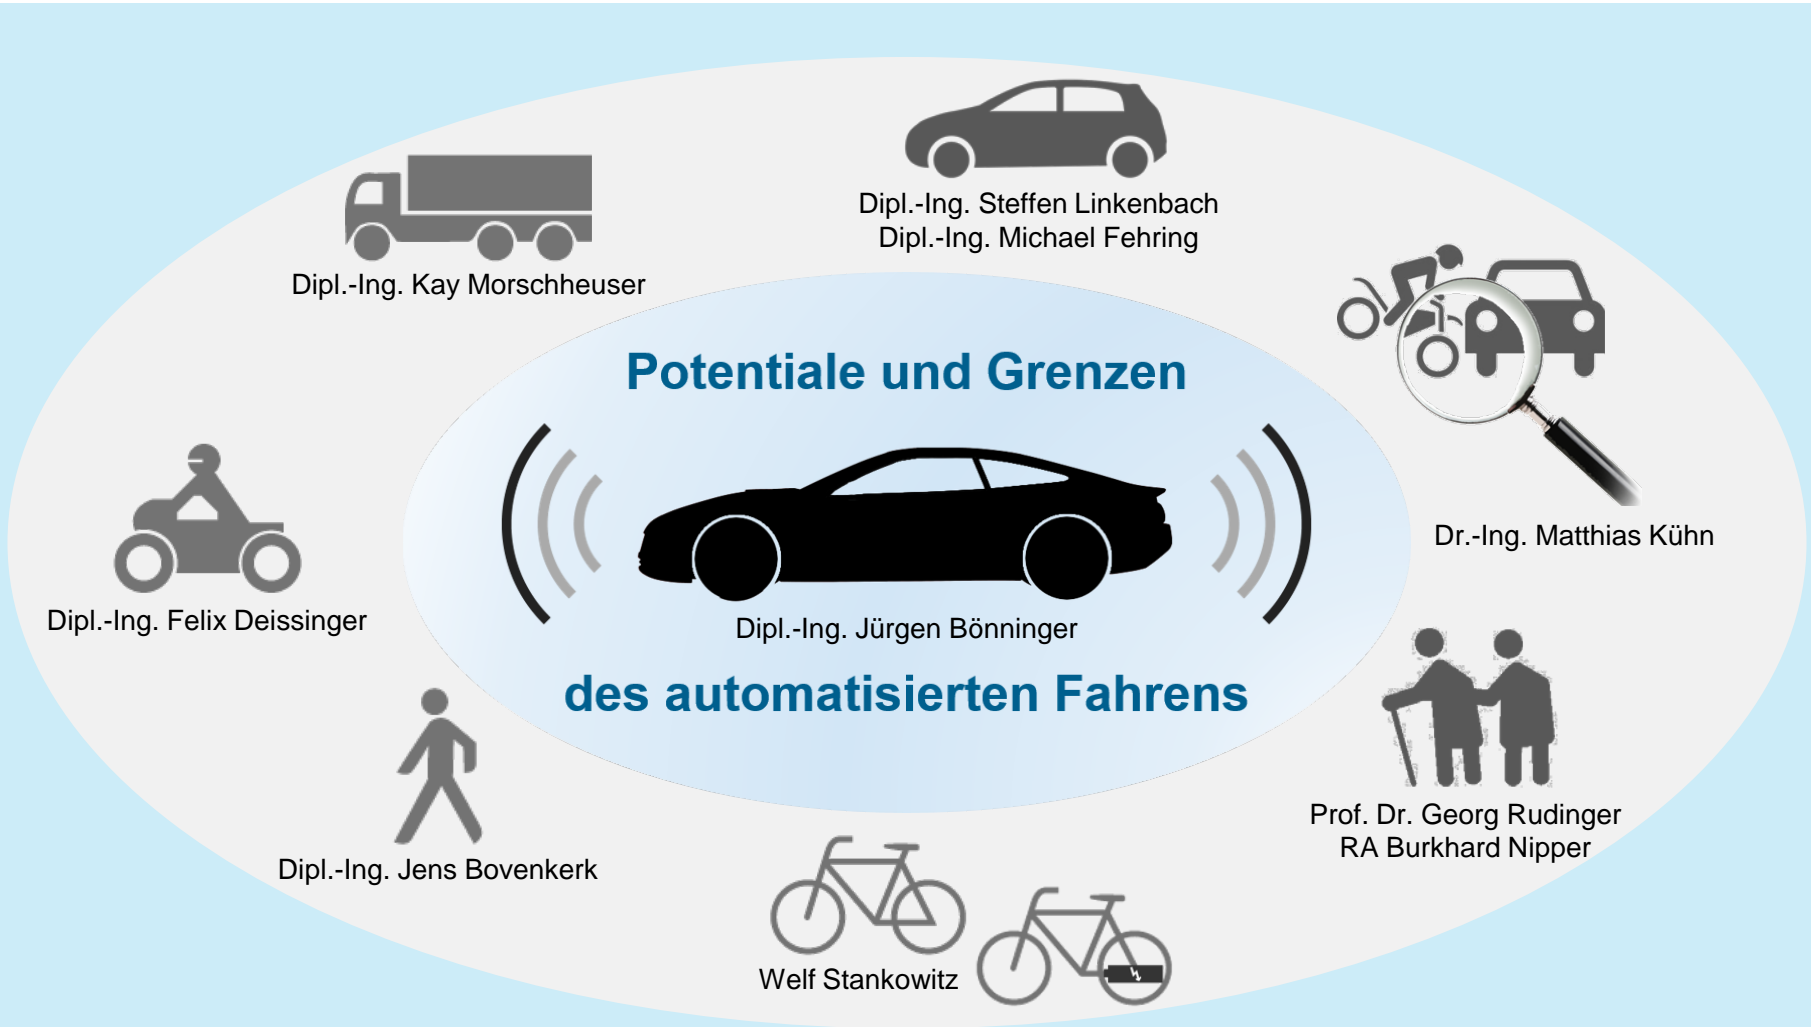 Dipl.-Ing. Steffen Linkenbach
Dipl.-Ing. Michael Fehring
Dipl.-Ing. Kay Morschheuser
Potentiale und Grenzen
Dr.-Ing. Matthias Kühn
Dipl.-Ing. Felix Deissinger
Dipl.-Ing. Jürgen Bönninger
des automatisierten Fahrens
Prof. Dr. Georg Rudinger
RA Burkhard Nipper
Dipl.-Ing. Jens Bovenkerk
Welf Stankowitz